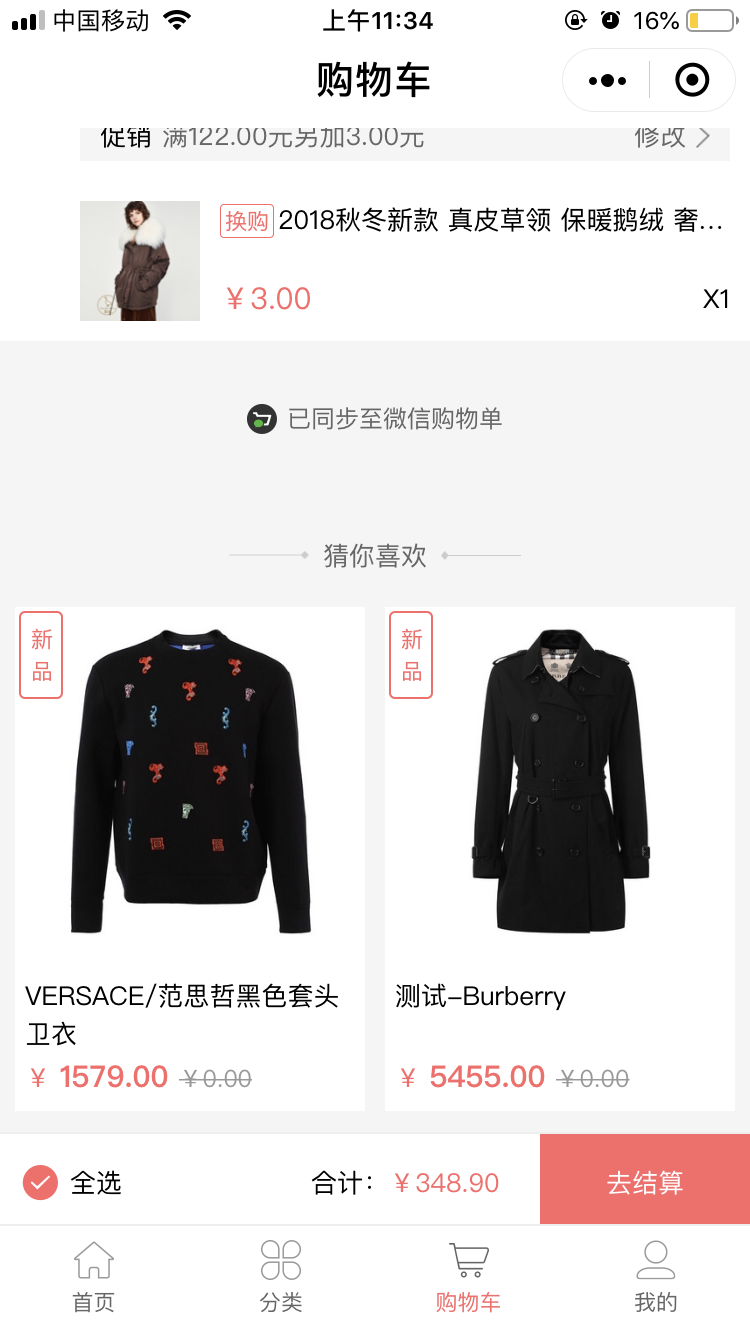 中国移动
上午11:34
16%
购物车
促销 满122.00元另加3.00元
修改
换购 2018秋冬新款 真皮草领 保暖鹅绒 奢...
¥3.00
X1
已同步至微信购物单
猜你喜欢
新品
新品
VERSACE/范思哲黑色套头
卫衣
¥ 1579.00 ¥0.00
测试-Burberry
¥ 5455.00 ¥0.00
全选
合计: ¥348.90
去结算
首页
分类
购物车
我的